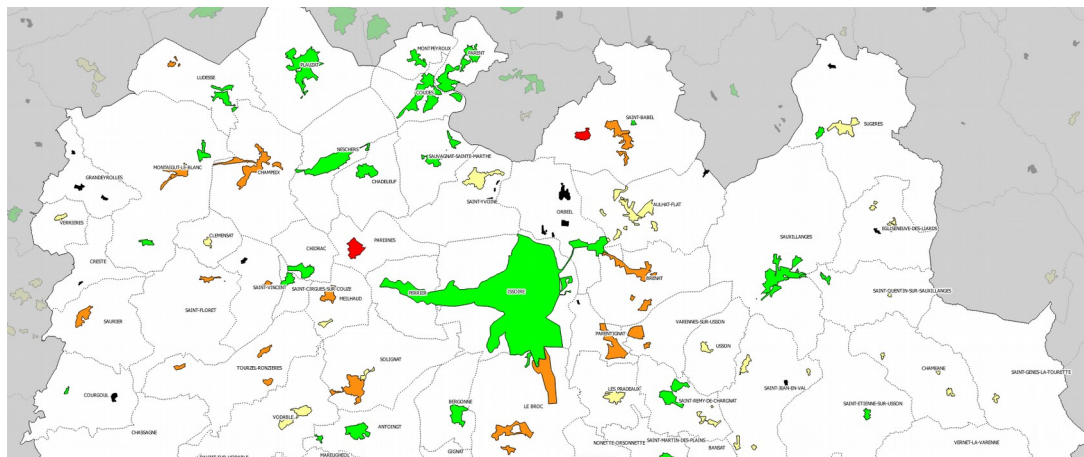 MONTPEYROUX
PARENT
PLAUZAT
LUDESSE
COUDES
SAINT-BABEL
SUGERES
NESCHERS
SAUVAGNAT-SAINTE-MARTHE
MONTAIGUT-LE-BLANC
CHAMPEIX
CHADELEUF
GRANDEYROLLES
SAINT-YVOINE
AULHAT-FLAT
ORBEIL
VERRIERES
CLEMENSAT
EGLISENEUVE-DES-LIARDS
PARDINES
SAUXILLANGES
CHIDRAC
CRESTE
BRENAT
SAINT-VINCENT
SAINT-CIRGUES-SUR-COUZE
PERRIER
ISSOIRE
SAINT-QUENTIN-SUR-SAUXILLANGES
MEILHAUD
SAINT-FLORET
SAURIER
VARENNES-SUR-USSON
PARENTIGNAT
USSON
SOLIGNAT
TOURZEL-RONZIERES
CHAMEANE
SAINT-GENES-LA-TOURETTE
SAINT-JEAN-EN-VAL
LES PRADEAUX
COURGOUL
SAINT-REMY-DE-CHARGNAT
BERGONNE
LE BROC
SAINT-ETIENNE-SUR-USSON
VODABLE
ANTOINGT
CHASSAGNE
NONETTE-ORSONNETTE
SAINT-MARTIN-DES-PLAINS
VERNET-LA-VARENNE
BANSAT
GIGNAT
MAREUGHEOL